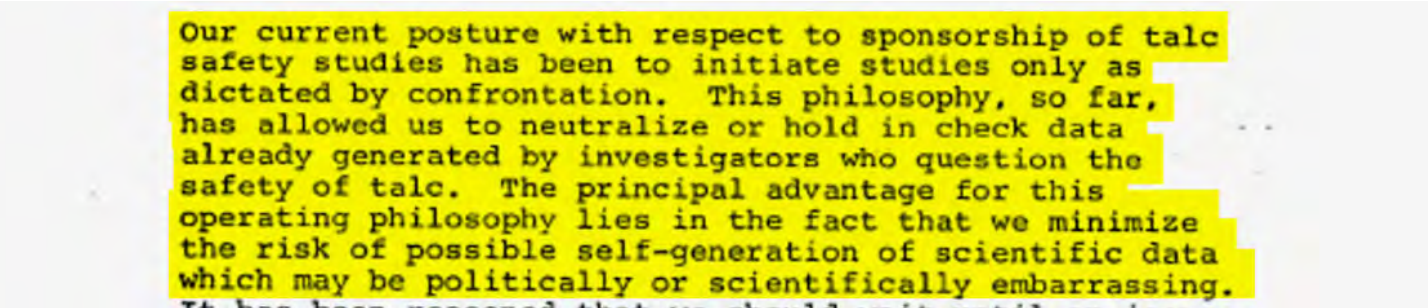 Our current posture with respect to sponsorship of talc
safety studies has been to initiate studies only as
dictated by confrontation. This philosophy, so far,
has allowed us to neutralize or hold in check data
already generated by investigators who question the
safety of talc. The principal advantage for this
operating philosophy lies in the fact that we minimize
the risk of possible self-generation of scientific data
which may be politically or scientifically embarrassing.